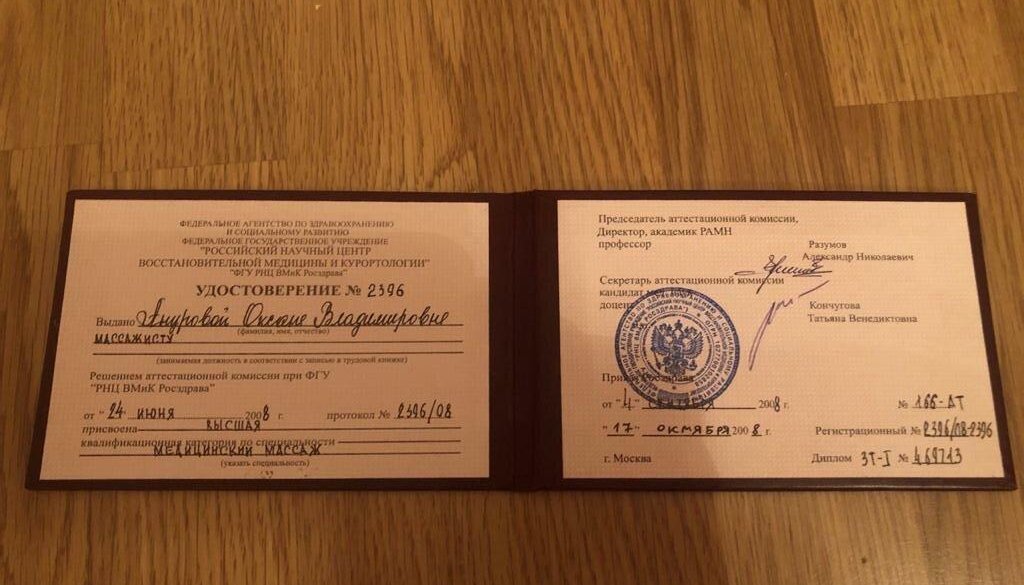 ФЕДЕРАЛЬНОЕ АГЕНТСТВО ПО ЗДРАВООХРАНЕНИЮ
И СОЦИАЛЬНОМУ РАЗВИТИЮ
ФЕДЕРАЛЬНОЕ ГОСУДАРСТВЕННОЕ УЧРЕЖДЕНИЕ
"РОССИЙСКИЙ НАУЧНЫЙ ЦЕНТР
ВОССТАНОВИТЕЛЬНОЙ МЕДИЦИНЫ И КУРОРТОЛОГИИ"
"ФГУ РНЦ ВМиК Росздрава"
УДОСТОВЕРЕНИЕ № 2396
Выдано Ануровой Оксане Владимировне
(фамилия, имя, отчество)
МАССАЖИСТУ
(занимаемая должность в соответствии с записью в трудовой книжке)
Решением аттестационной комиссии при ФГУ
"РНЦ ВМиК Росздрава"
от "24" ИЮНЯ 2008 г. протокол № 2396/08
присвоена ВЫСШАЯ
квалификационная категория по специальности
МЕДИЦИНСКИЙ МАССАЖ
(указать специальность)
Председатель аттестационной комиссии,
Директор, академик РАМН
профессор Разумов
Александр Николаевич
Секретарь аттестационной комиссии
кандидат
доцент Кончугова
Татьяна Венедиктовна
от "4" 2008 г. № 166-ДТ
"17" ОКТЯБРЯ 2008 г. Регистрационный № 2396/08-2396
г. Москва Диплом ЗТ-I № 469713